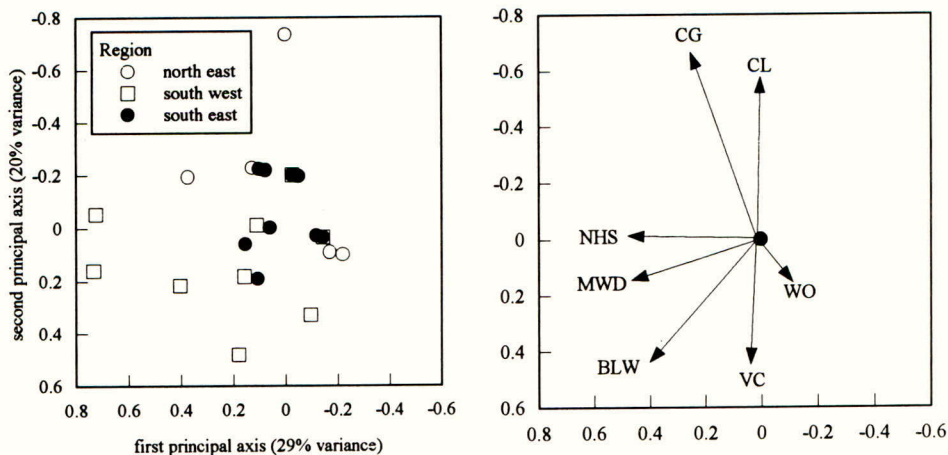 -0.8
-0.6
-0.4
-0.2
0
0.2
0.4
0.6
second principal axis (20% variance)
Region
north east
south west
south east
0.8 0.6 0.4 0.2 0 -0.2 -0.4 -0.6
first principal axis (29% variance)
-0.8
-0.6
-0.4
-0.2
0
0.2
0.4
0.6
CG
CL
NHS
MWD
WO
BLW
VC
0.8 0.6 0.4 0.2 0 -0.2 -0.4 -0.6